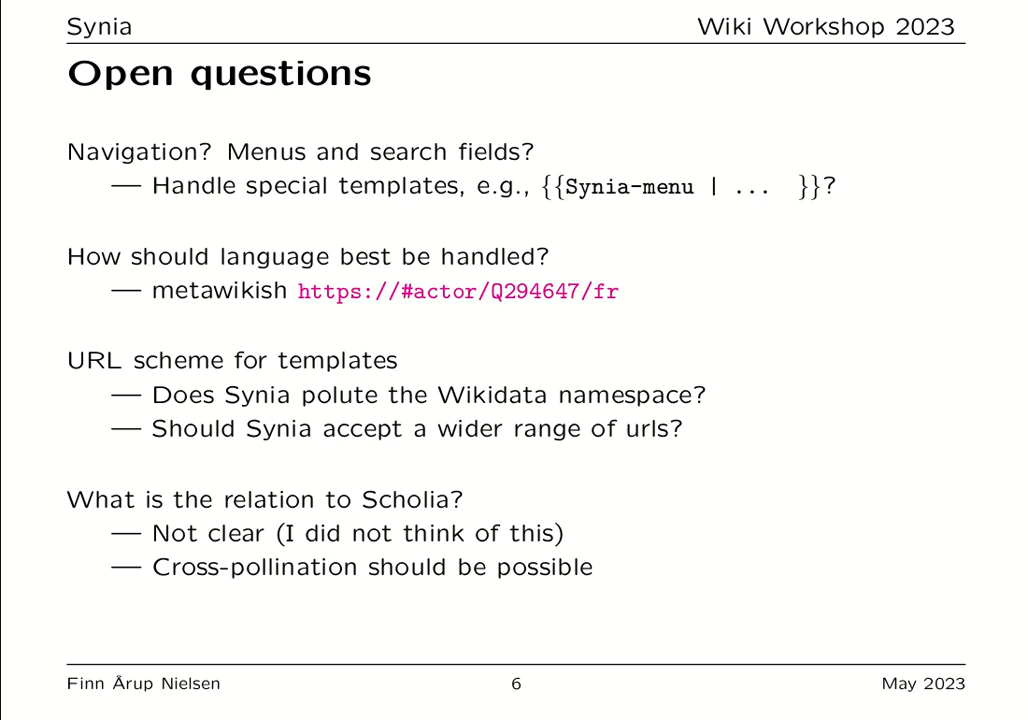 Synia
Wiki Workshop 2023
Open questions
Navigation? Menus and search fields?
— Handle special templates, e.g., {{Synia-menu | ... }}?
How should language best be handled?
— metawikish https://#actor/Q294647/fr
URL scheme for templates
— Does Synia polute the Wikidata namespace?
— Should Synia accept a wider range of urls?
What is the relation to Scholia?
— Not clear (I did not think of this)
— Cross-pollination should be possible
Finn Årup Nielsen
6
May 2023